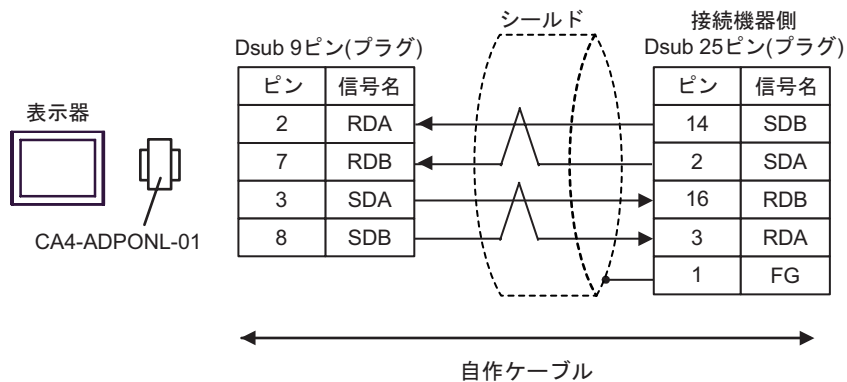 シールド
接続機器側
Dsub 9ピン(プラグ)
Dsub 25ピン(プラグ)
表示器
CA4-ADPONL-01
ピン 信号名
2 RDA
7 RDB
3 SDA
8 SDB
ピン 信号名
14 SDB
2 SDA
16 RDB
3 RDA
1 FG
自作ケーブル